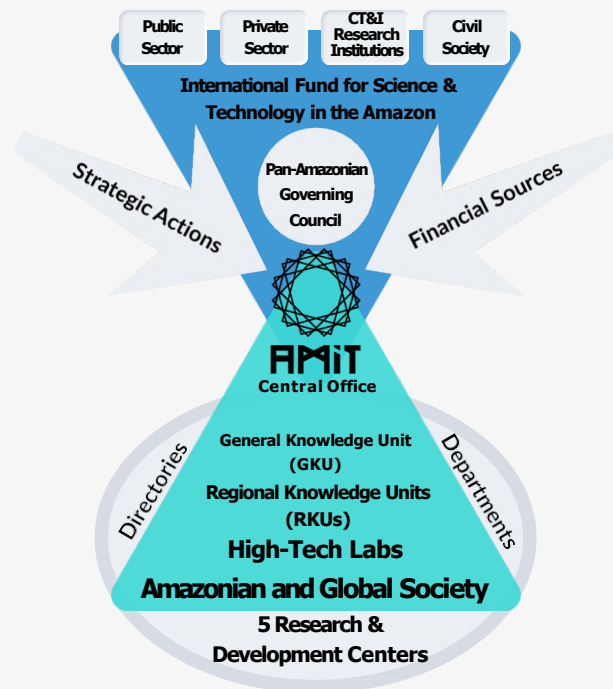 Public
Sector
Private
Sector
CT&I
Research
Institutions
Civil
Society
International Fund for Science &
Technology in the Amazon
Strategic Actions
Pan-Amazonian
Governing
Council
Financial Sources
AMiT
Central Office
Directories
Departments
General Knowledge Unit
(GKU)
Regional Knowledge Units
(RKUs)
High-Tech Labs
Amazonian and Global Society
5 Research &
Development Centers